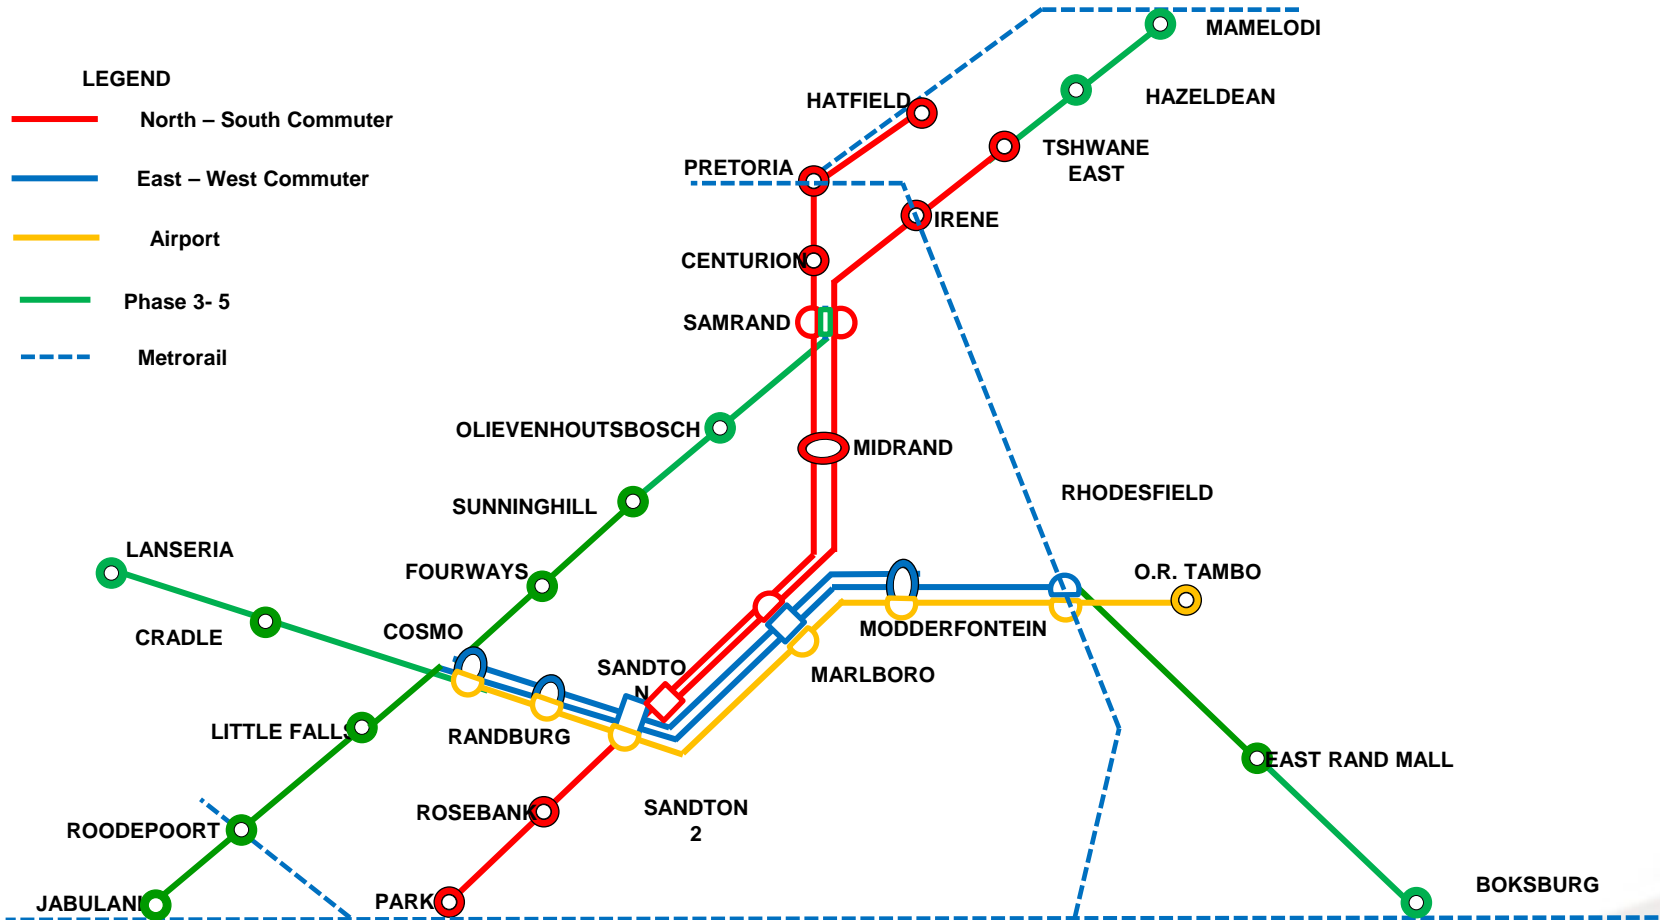 MAMELODI
LEGEND
HAZELDEAN
HATFIELD
North – South Commuter
TSHWANE
EAST
PRETORIA
East – West Commuter
IRENE
Airport
CENTURION
Phase 3- 5
SAMRAND
Metrorail
OLIEVENHOUTSBOSCH
MIDRAND
RHODESFIELD
SUNNINGHILL
LANSERIA
FOURWAYS
O.R. TAMBO
CRADLE
COSMO
MODDERFONTEIN
SANDTO
N
MARLBORO
LITTLE FALLS
RANDBURG
EAST RAND MALL
ROSEBANK
SANDTON
2
ROODEPOORT
JABULANI
PARK
BOKSBURG